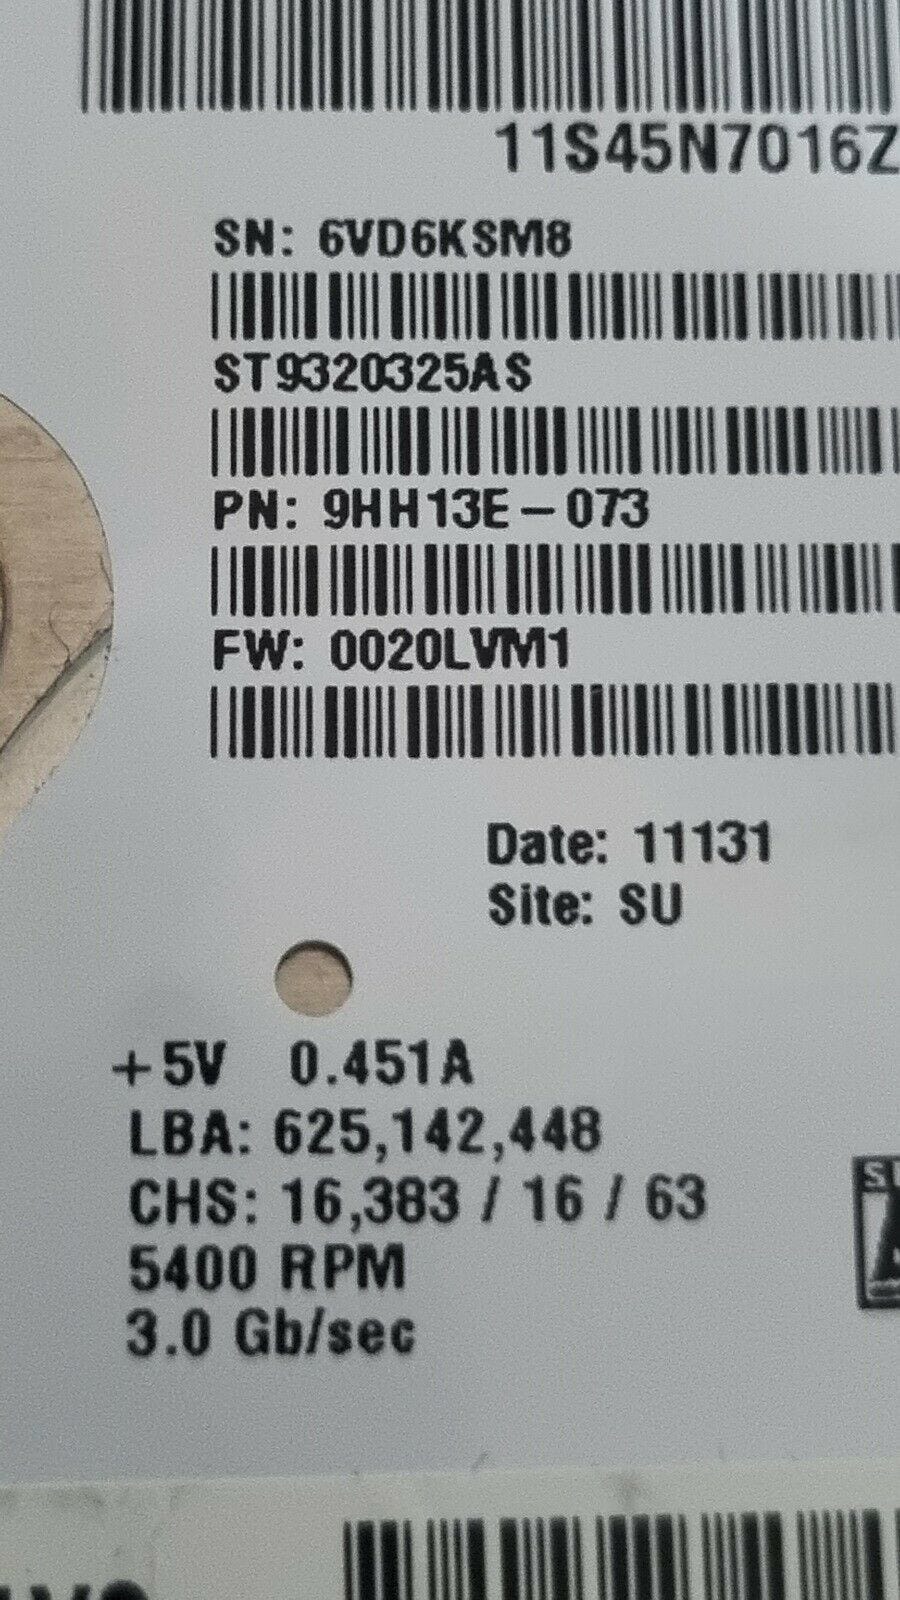 11S45N7016Z
SN: 6VD6KSM8
ST9320325AS
PN: 9HH13E-073
FW: 0020LVM1
Date: 11131
Site: SU
+5V 0.451A
LBA: 625,142,448
CHS: 16,383 / 16 / 63
5400 RPM
3.0 Gb/sec